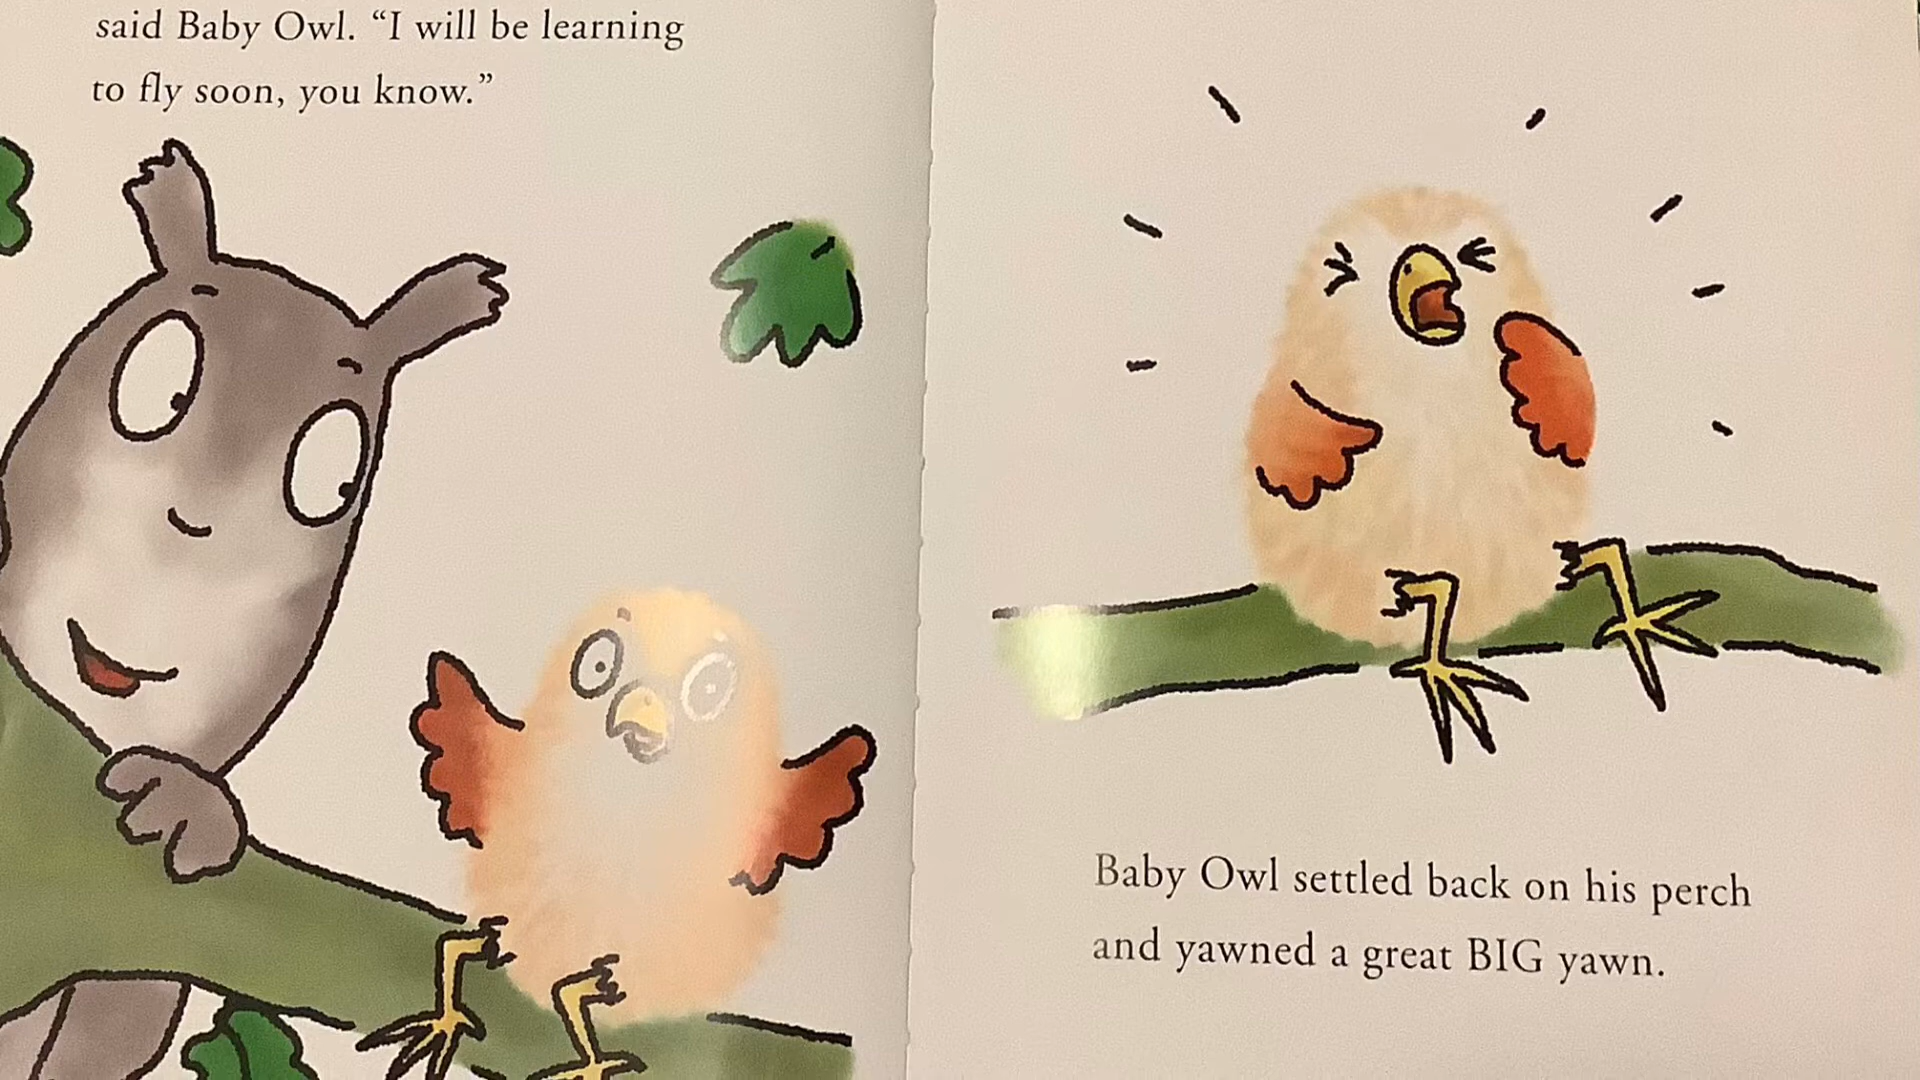 said Baby Owl. “I will be learning
to fly soon, you know.”
Baby Owl settled back on his perch
and yawned a great BIG yawn.